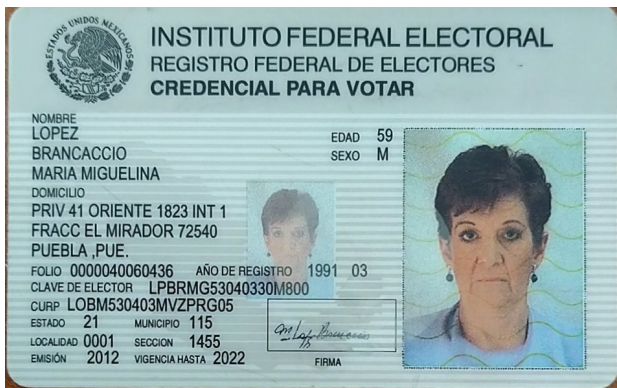 ESTADOS UNIDOS MEXICANOS
INSTITUTO FEDERAL ELECTORAL
REGISTRO FEDERAL DE ELECTORES
CREDENCIAL PARA VOTAR
NOMBRE
LOPEZ
BRANCACCIO
MARIA MIGUELINA
EDAD 59
SEXO M
DOMICILIO
PRIV 41 ORIENTE 1823 INT 1
FRACC EL MIRADOR 72540
PUEBLA ,PUE.
FOLIO 0000040060436 AÑO DE REGISTRO 1991 03
CLAVE DE ELECTOR LPBRMG53040330M800
CURP LOBM530403MVZPRG05
ESTADO 21 MUNICIPIO 115
LOCALIDAD 0001 SECCION 1455
EMISIÓN 2012 VIGENCIA HASTA 2022
FIRMA